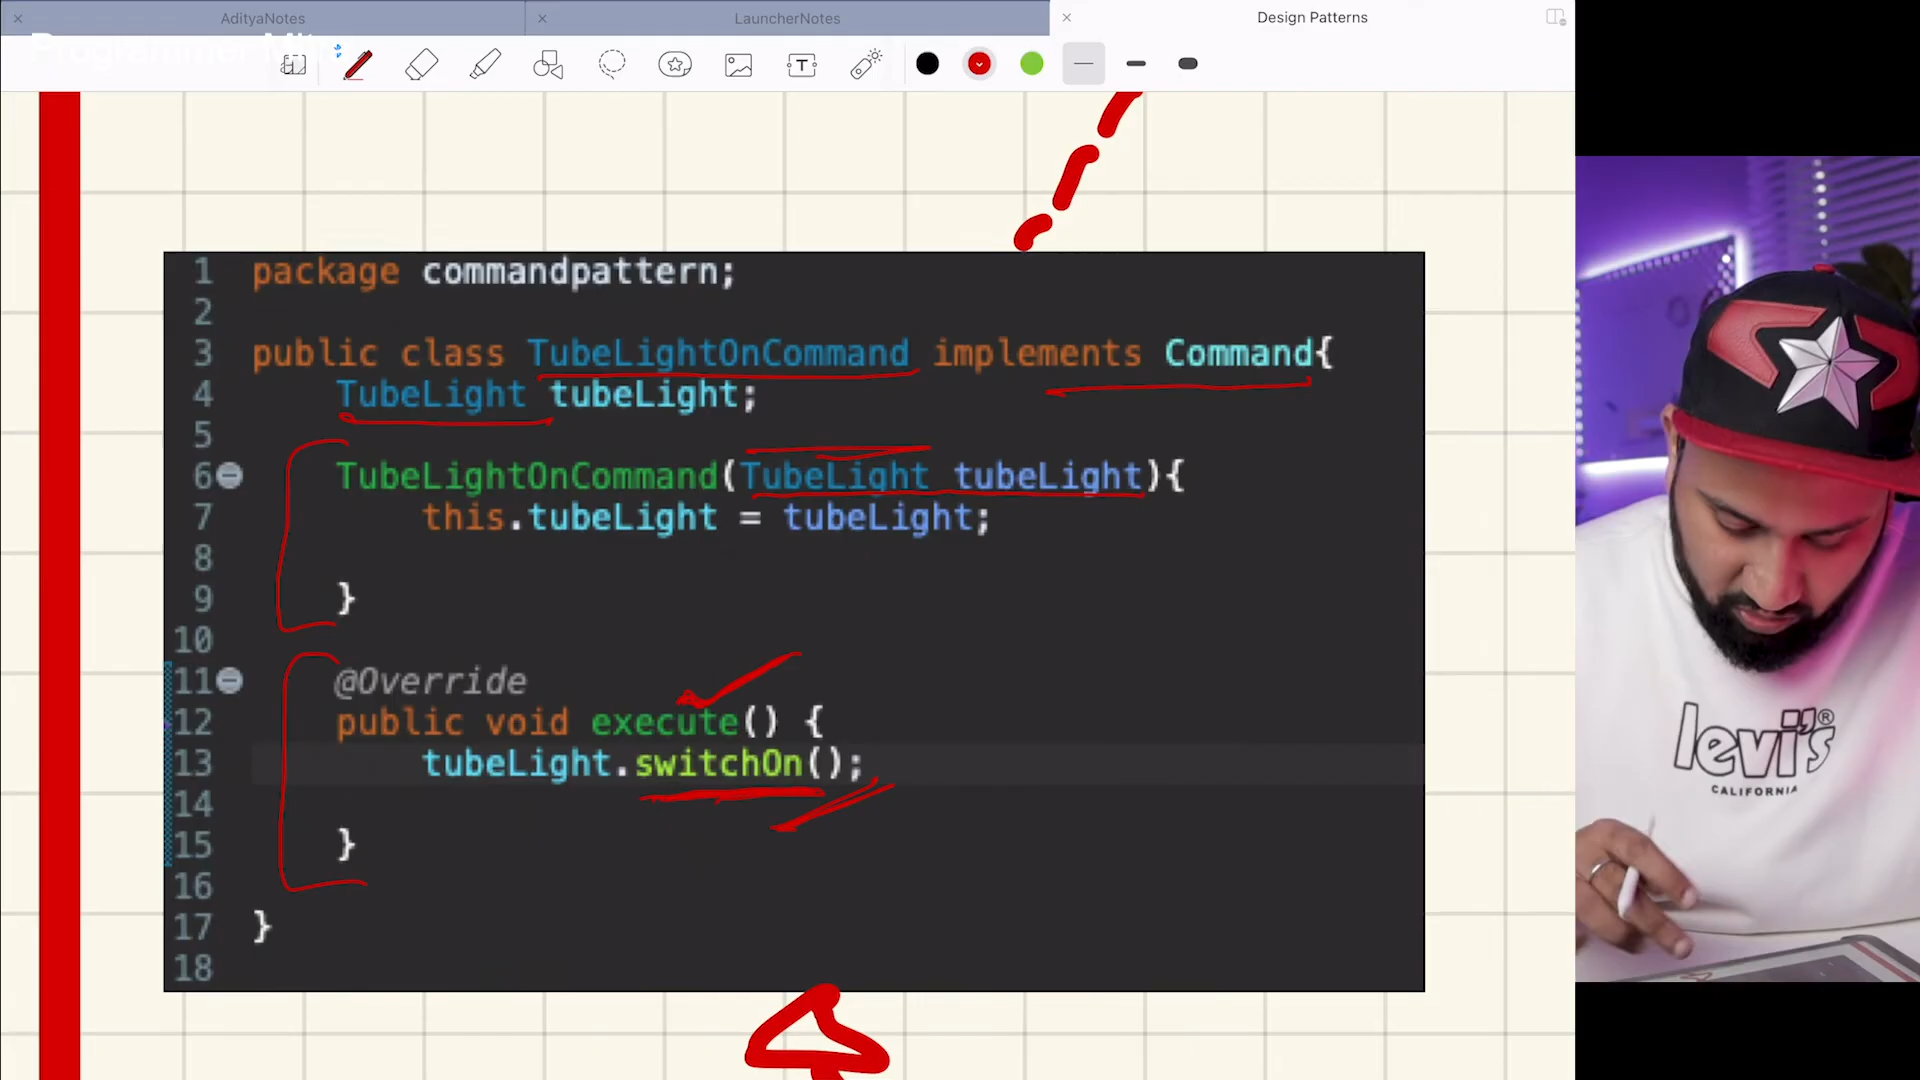 AdityaNotes
LauncherNotes
Design Patterns
Programmer Mitra
T
1 package commandpattern;
2
3 public class TubeLightOnCommand implements Command{
4 TubeLight tubeLight;
5
6 TubeLightOnCommand(TubeLight tubeLight){
7 this.tubeLight = tubeLight;
8
9 }
10
11 @Override
12 public void execute() {
13 tubeLight.switchOn();
14
15 }
16
17 }
18
levi's®
CALIFORNIA